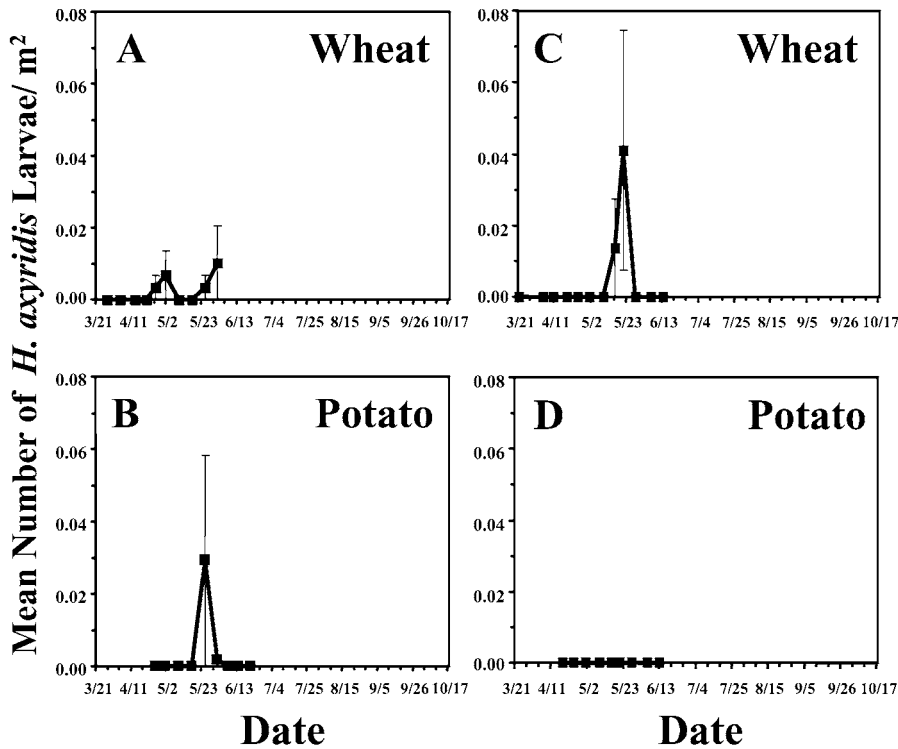 Mean Number of H. axyridis Larvae/ m²
A Wheat
0.08
0.06
0.04
0.02
0.00
3/21 4/11 5/2 5/23 6/13 7/4 7/25 8/15 9/5 9/26 10/17
C Wheat
0.08
0.06
0.04
0.02
0.00
3/21 4/11 5/2 5/23 6/13 7/4 7/25 8/15 9/5 9/26 10/17
B Potato
0.08
0.06
0.04
0.02
0.00
3/21 4/11 5/2 5/23 6/13 7/4 7/25 8/15 9/5 9/26 10/17
Date
D Potato
0.08
0.06
0.04
0.02
0.00
3/21 4/11 5/2 5/23 6/13 7/4 7/25 8/15 9/5 9/26 10/17
Date